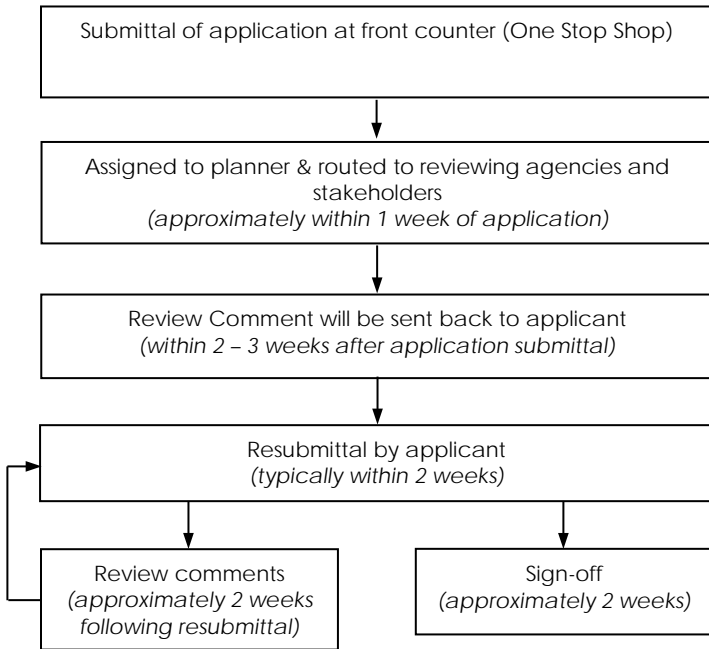 Submittal of application at front counter (One Stop Shop)
Assigned to planner & routed to reviewing agencies and
stakeholders
(approximately within 1 week of application)
Review Comment will be sent back to applicant
(within 2 – 3 weeks after application submittal)
Resubmittal by applicant
(typically within 2 weeks)
Review comments
(approximately 2 weeks
following resubmittal)
Sign-off
(approximately 2 weeks)